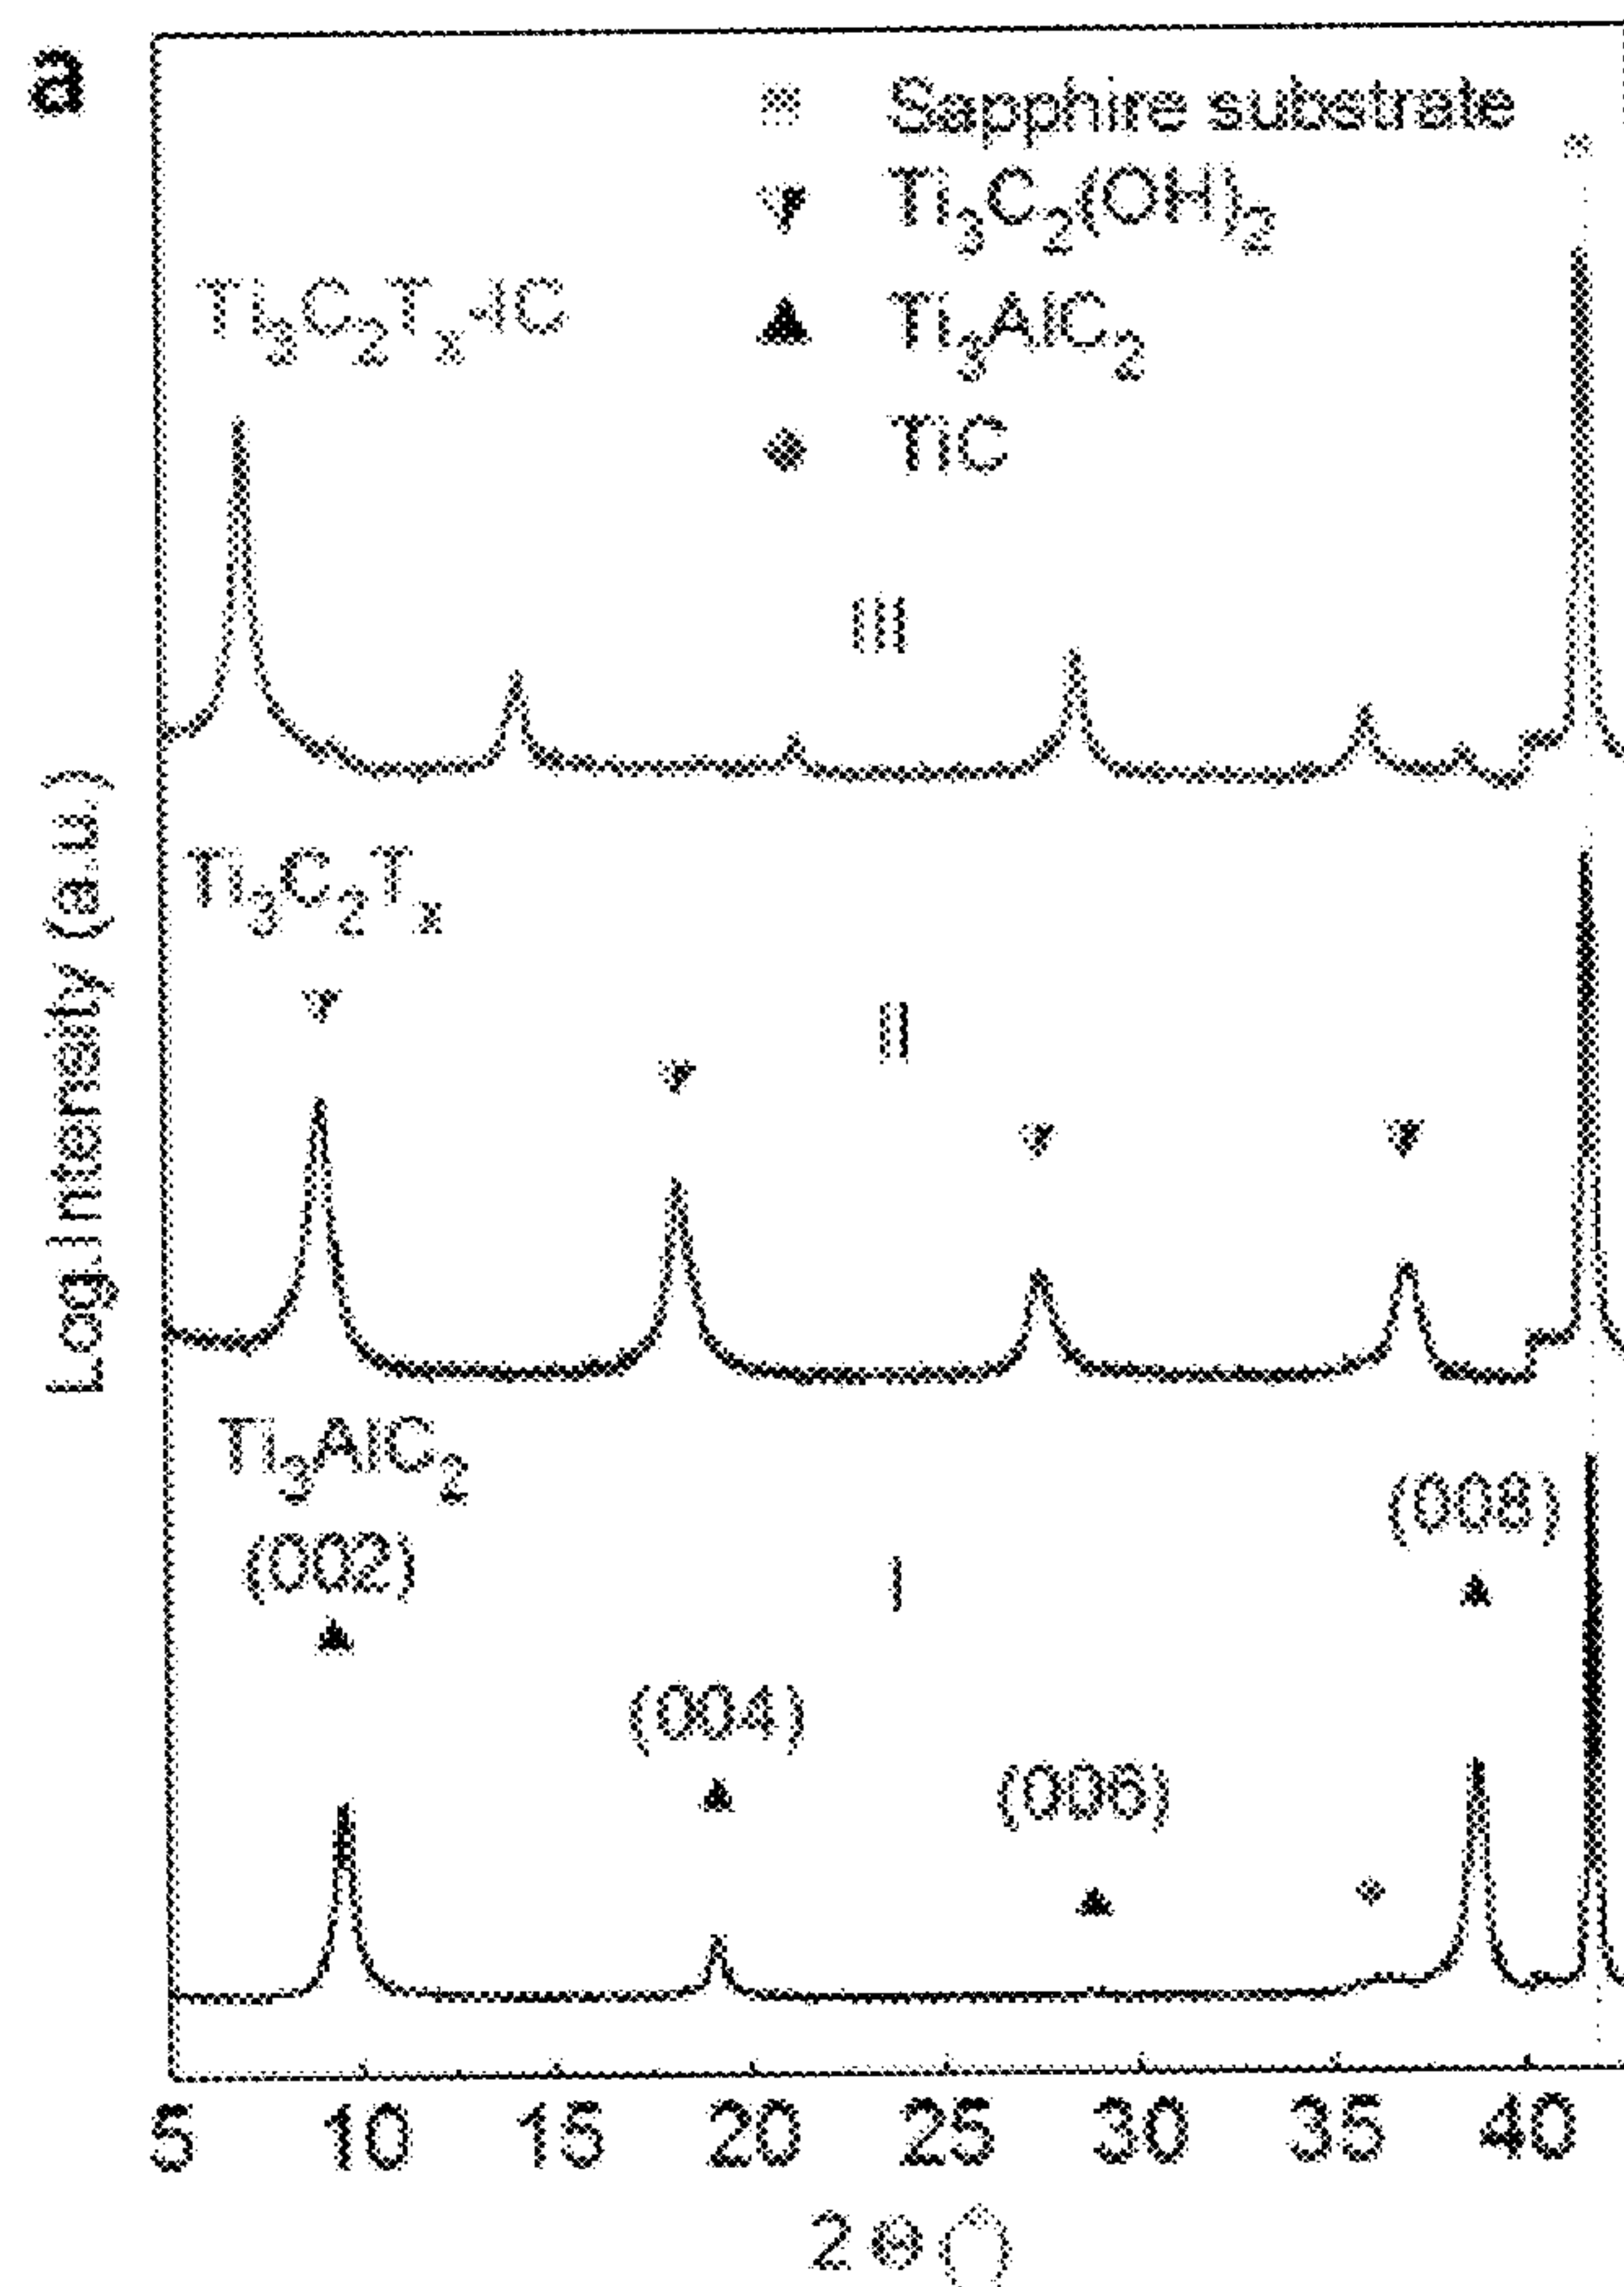 a
Sapphire substrate
Ti₃C₂(OH)₂
Ti₃C₂Tₓ-IC
Ti₃AlC₂
TiC
III
Ti₃C₂Tₓ
II
Log.Intensity (a.u.)
Ti₃AlC₂
(008)
(002)
I
(004)
(006)
5 10 15 20 25 30 35 40
2 Θ (°)